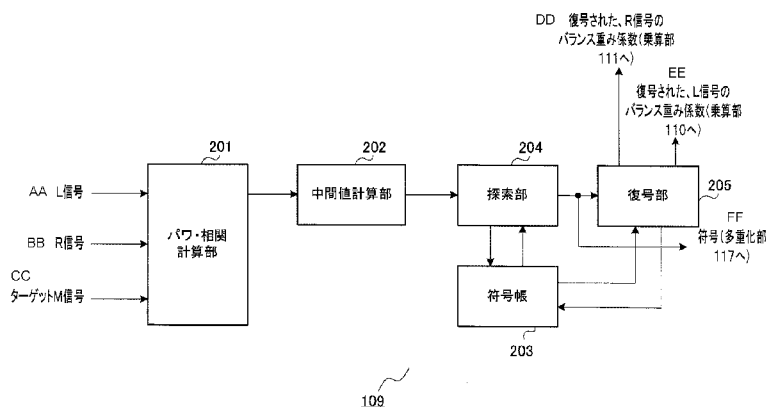 DD 復号された、R信号の
バランス重み係数(乗算部
111へ)
EE
復号された、L信号の
バランス重み係数(乗算部
110へ)
201
202
204
AA L信号
BB R信号
CC
ターゲットM信号
パワ・相関
計算部
中間値計算部
探索部
復号部
205
FF
符号(多重化部
117へ)
符号帳
203
109